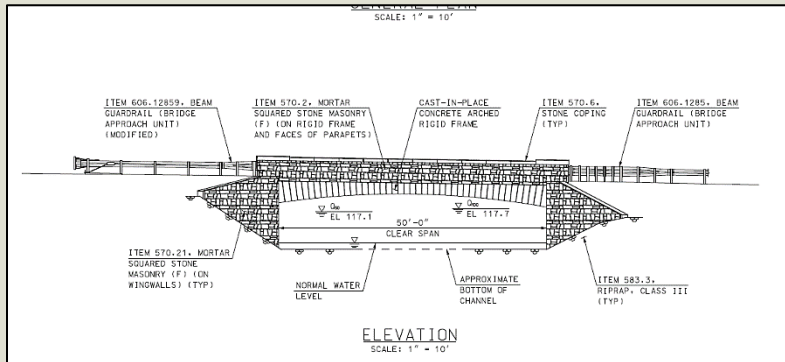 SCALE: 1" = 10'
ITEM 606.12859, BEAM
GUARDRAIL (BRIDGE
APPROACH UNIT)
(MODIFIED)
ITEM 570.2, MORTAR
SQUARED STONE MASONRY
(F) (ON RIGID FRAME
AND FACES OF PARAPETS)
CAST-IN-PLACE
CONCRETE ARCHED
RIGID FRAME
ITEM 570.6,
STONE COPING
(TYP)
ITEM 606.1285, BEAM
GUARDRAIL (BRIDGE
APPROACH UNIT)
EL 117.1
EL 117.7
50'-0"
CLEAR SPAN
ITEM 570.21, MORTAR
SQUARED STONE
MASONRY (F) (ON
WINGWALLS) (TYP)
NORMAL WATER
LEVEL
APPROXIMATE
BOTTOM OF
CHANNEL
ITEM 583.3,
RIPRAP, CLASS III
(TYP)
ELEVATION
SCALE: 1" = 10'